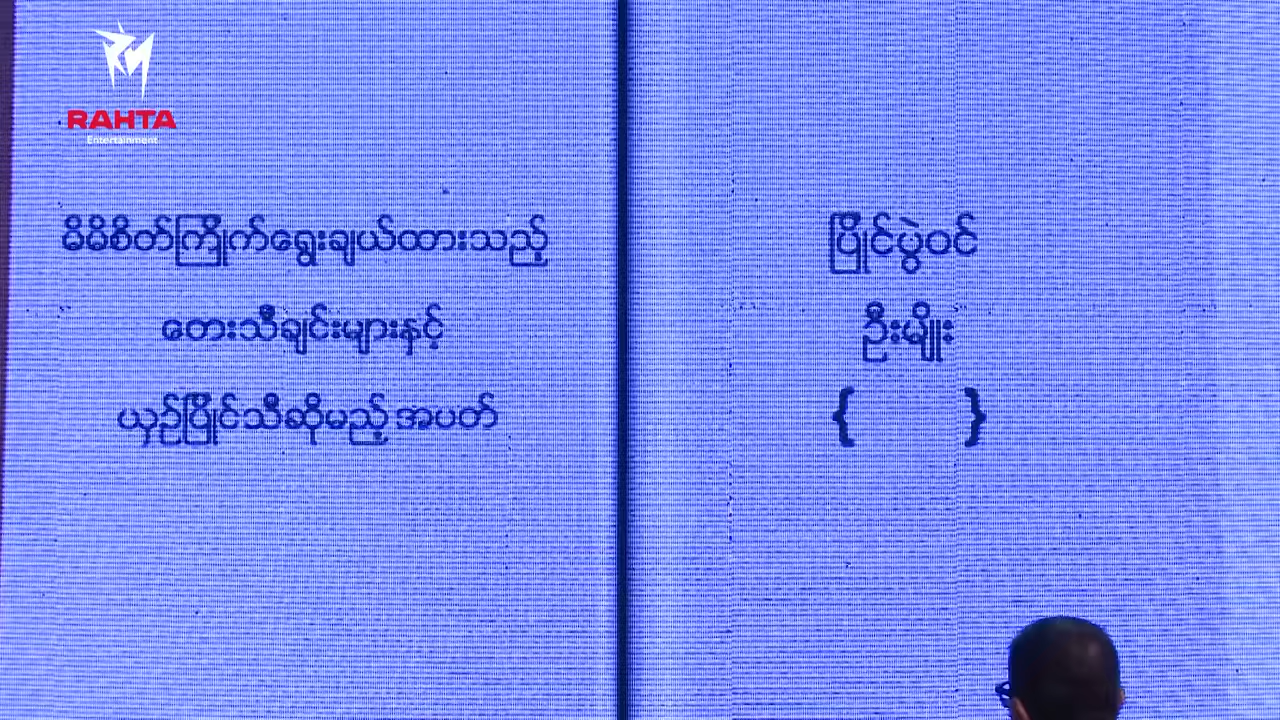 RAHTA
Entertainment
မိမိစိတ်ကြိုက်ရွေးချယ်ထားသည့်
တေးသီချင်းများနှင့်
ယှဉ်ပြိုင်သီဆိုမည့် အပတ်
ပြိုင်ပွဲဝင်
ဦးမျိုး
{ }